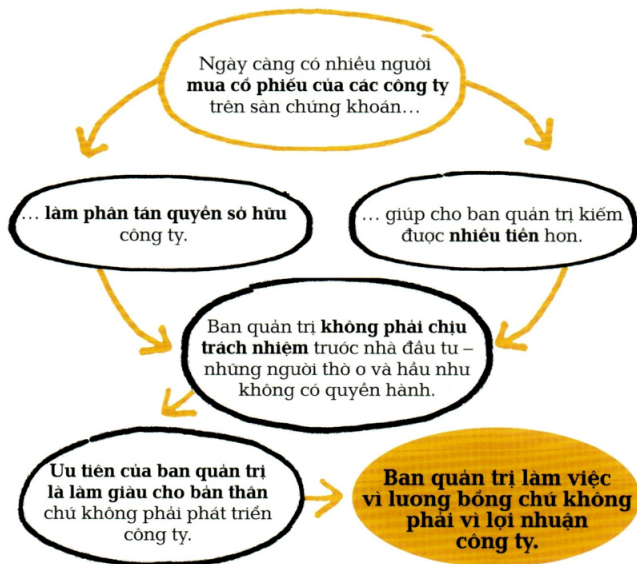 Ngày càng có nhiều người
mua cổ phiếu của các công ty
trên sàn chứng khoán...
... làm phân tán quyền sở hữu
công ty.
... giúp cho ban quản trị kiếm
được nhiều tiền hơn.
Ban quản trị không phải chịu
trách nhiệm trước nhà đầu tư –
những người thờ ơ và hầu như
không có quyền hành.
Ưu tiên của ban quản trị
là làm giàu cho bản thân
chứ không phải phát triển
công ty.
Ban quản trị làm việc
vì lương bổng chứ không
phải vì lợi nhuận
công ty.